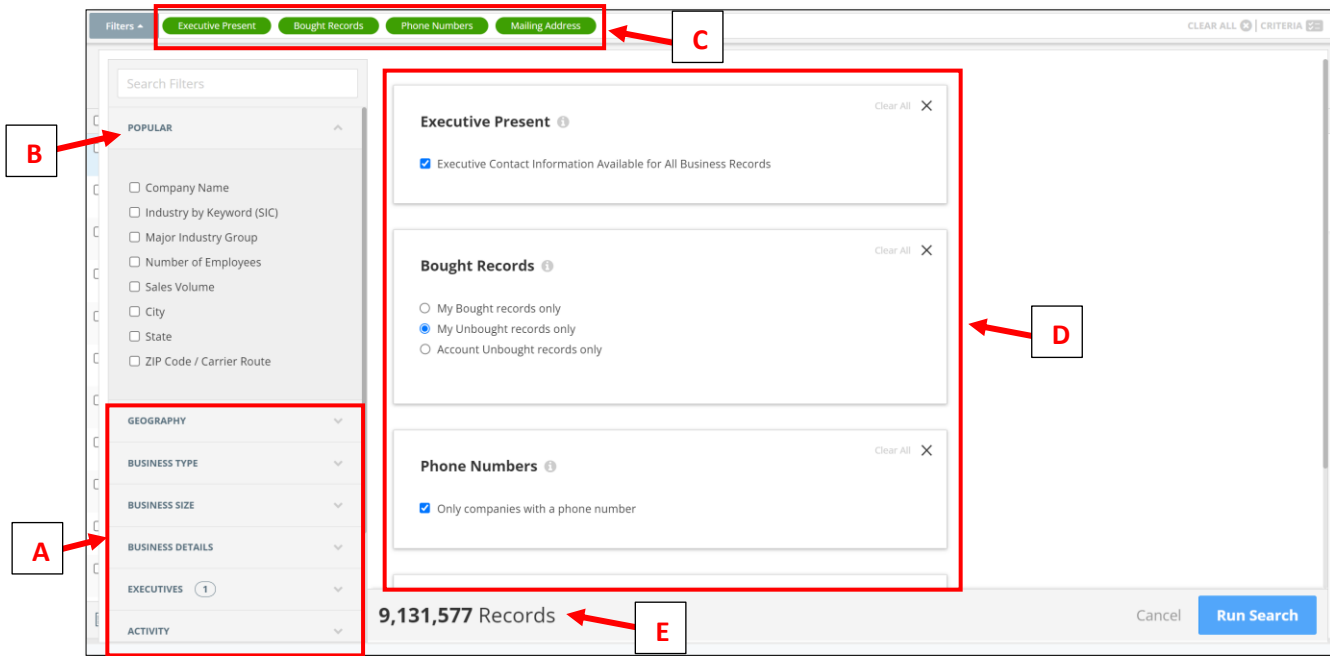 Filters
Executive Present
Bought Records
Phone Numbers
Mailing Address
C
CLEAR ALL | CRITERIA
Search Filters
B
POPULAR
Company Name
Industry by Keyword (SIC)
Major Industry Group
Number of Employees
Sales Volume
City
State
ZIP Code / Carrier Route
A
GEOGRAPHY
BUSINESS TYPE
BUSINESS SIZE
BUSINESS DETAILS
EXECUTIVES 1
ACTIVITY
Clear All
Executive Present
Executive Contact Information Available for All Business Records
Clear All
Bought Records
My Bought records only
My Unbought records only
Account Unbought records only
D
Clear All
Phone Numbers
Only companies with a phone number
9,131,577 Records
E
Cancel
Run Search